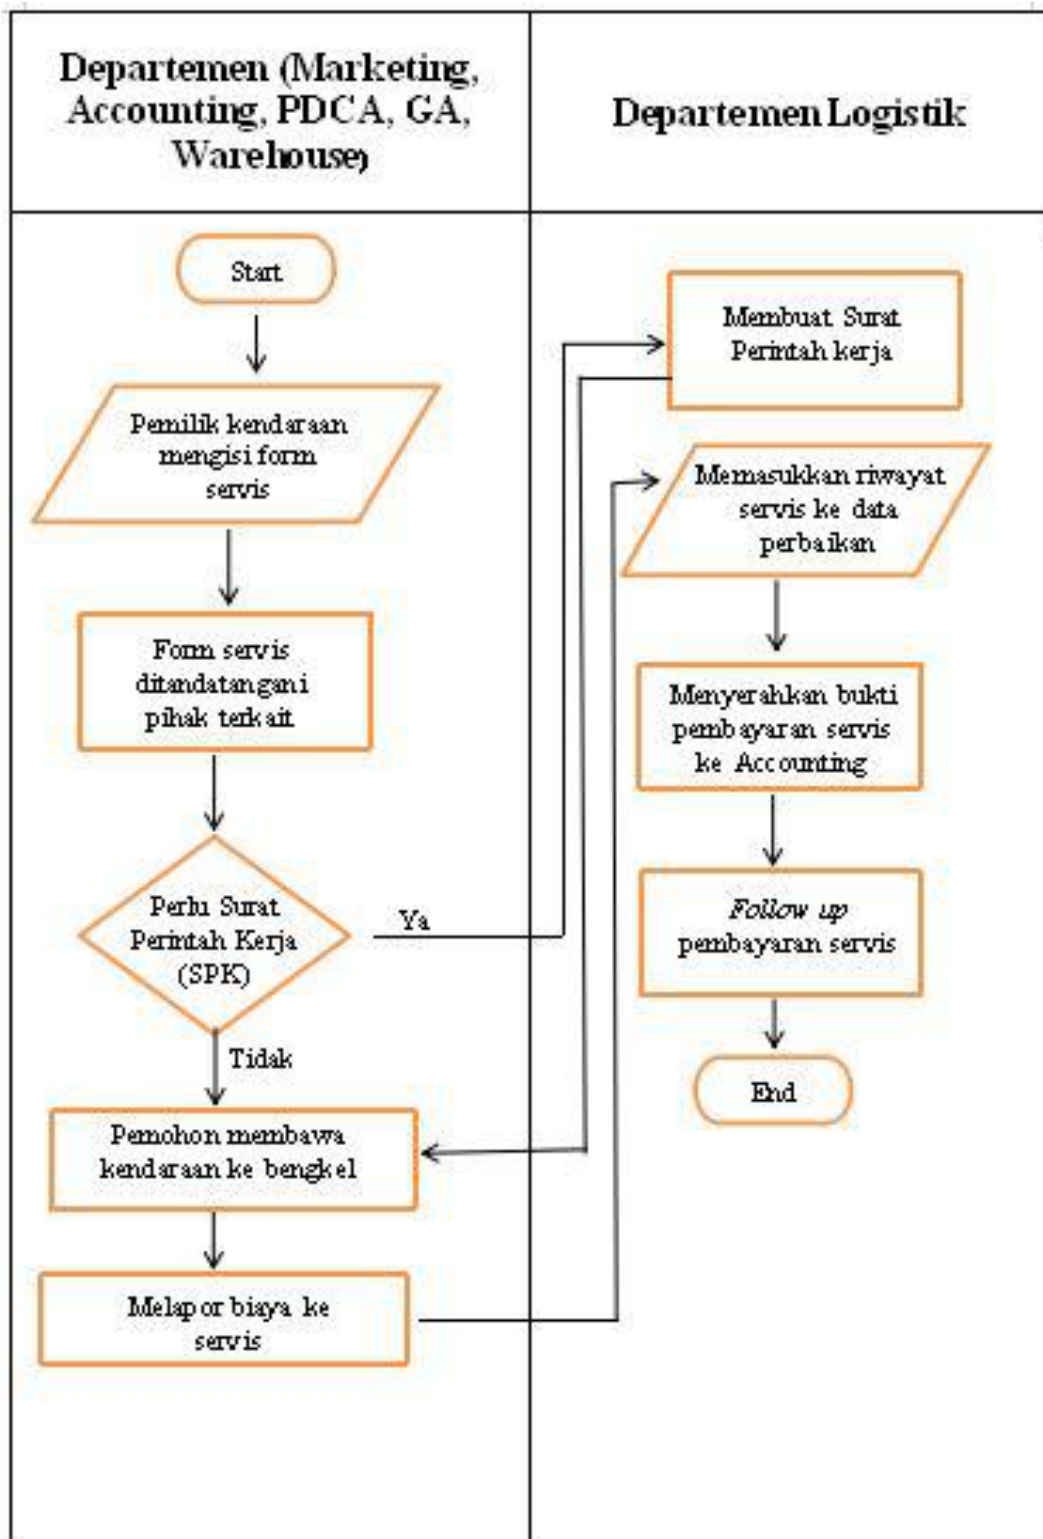 Departemen (Marketing,
Accounting, PDCA, GA,
Warehouse)
Departemen Logistik
Start
Pemilik kendaraan
mengisi form
servis
Form servis
ditandatangani
pihak terkait
Perlu Surat
Perintah Kerja
(SPK)
Ya
Tidak
Pemohon membawa
kendaraan ke bengkel
Melapor biaya ke
servis
Membuat Surat
Perintah kerja
Memasukkan riwayat
servis ke data
perbaikan
Menyerahkan bukti
pembayaran servis
ke Accounting
Follow up
pembayaran servis
End